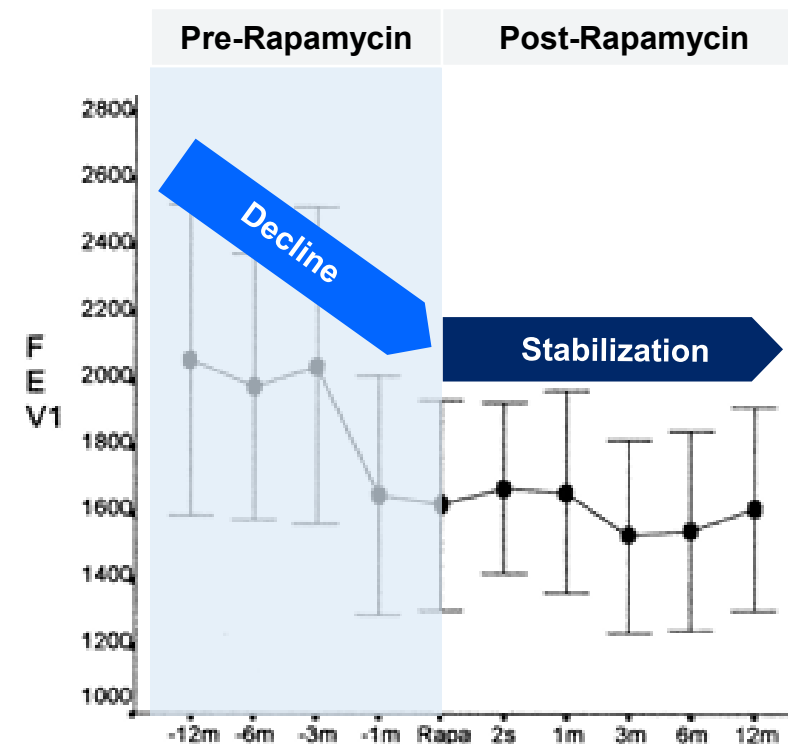 Pre-Rapamycin Post-Rapamycin
2800
2600
Decline
2400
2200
Stabilization
F
E
V1
2000
1800
1600
1400
1200
1000
-12m -6m -3m -1m Rapa 2s 1m 3m 6m 12m